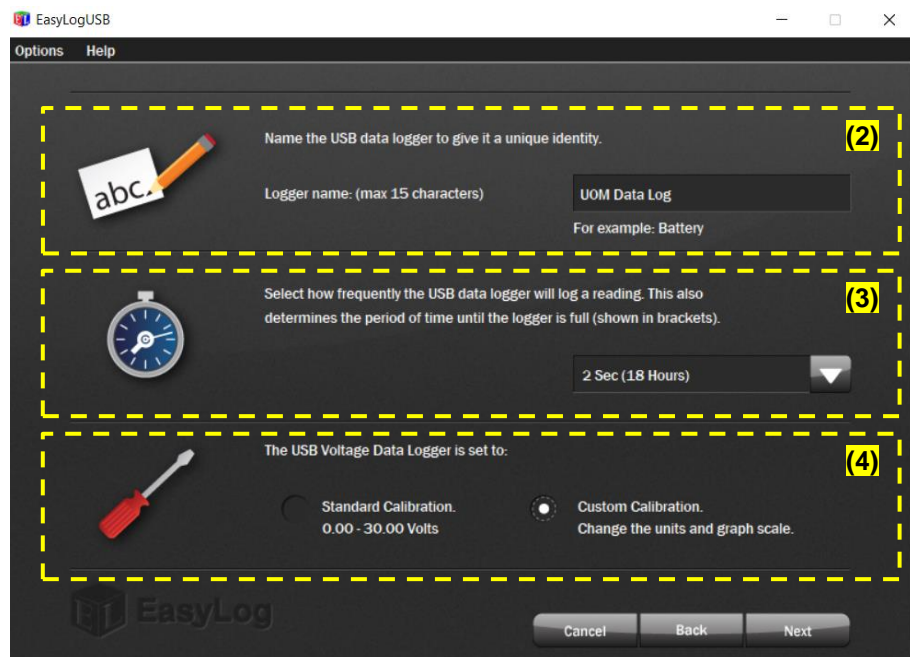 EasyLogUSB
Options Help
Name the USB data logger to give it a unique identity.
(2)
abc.
Logger name: (max 15 characters)
UOM Data Log
For example: Battery
Select how frequently the USB data logger will log a reading. This also
(3)
determines the period of time until the logger is full (shown in brackets).
2 Sec (18 Hours)
The USB Voltage Data Logger is set to:
(4)
Standard Calibration. Custom Calibration.
0.00 - 30.00 Volts Change the units and graph scale.
EasyLog
Cancel Back Next